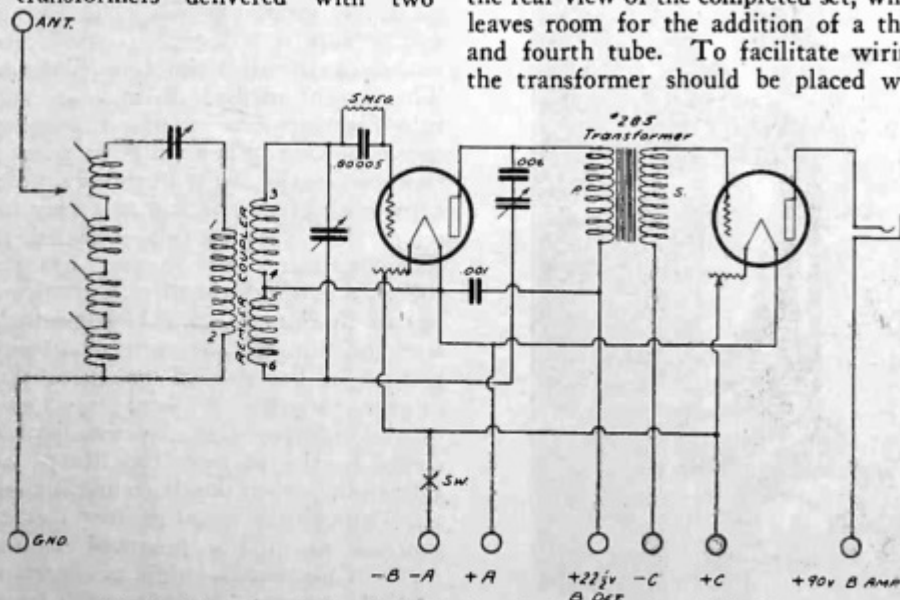 transformers delivered with two
the rear view of the completed set, wh
leaves room for the addition of a th
and fourth tube. To facilitate wirin
the transformer should be placed w
ANT.
5 MEG.
.00005
#285
Transformer
.006
P.
S.
1
2
3
4
5
6
REXLER COUPLER
.001
SW.
GND
-B -A
+A
+22½V
B DET
-C
+C
+90V B AMP